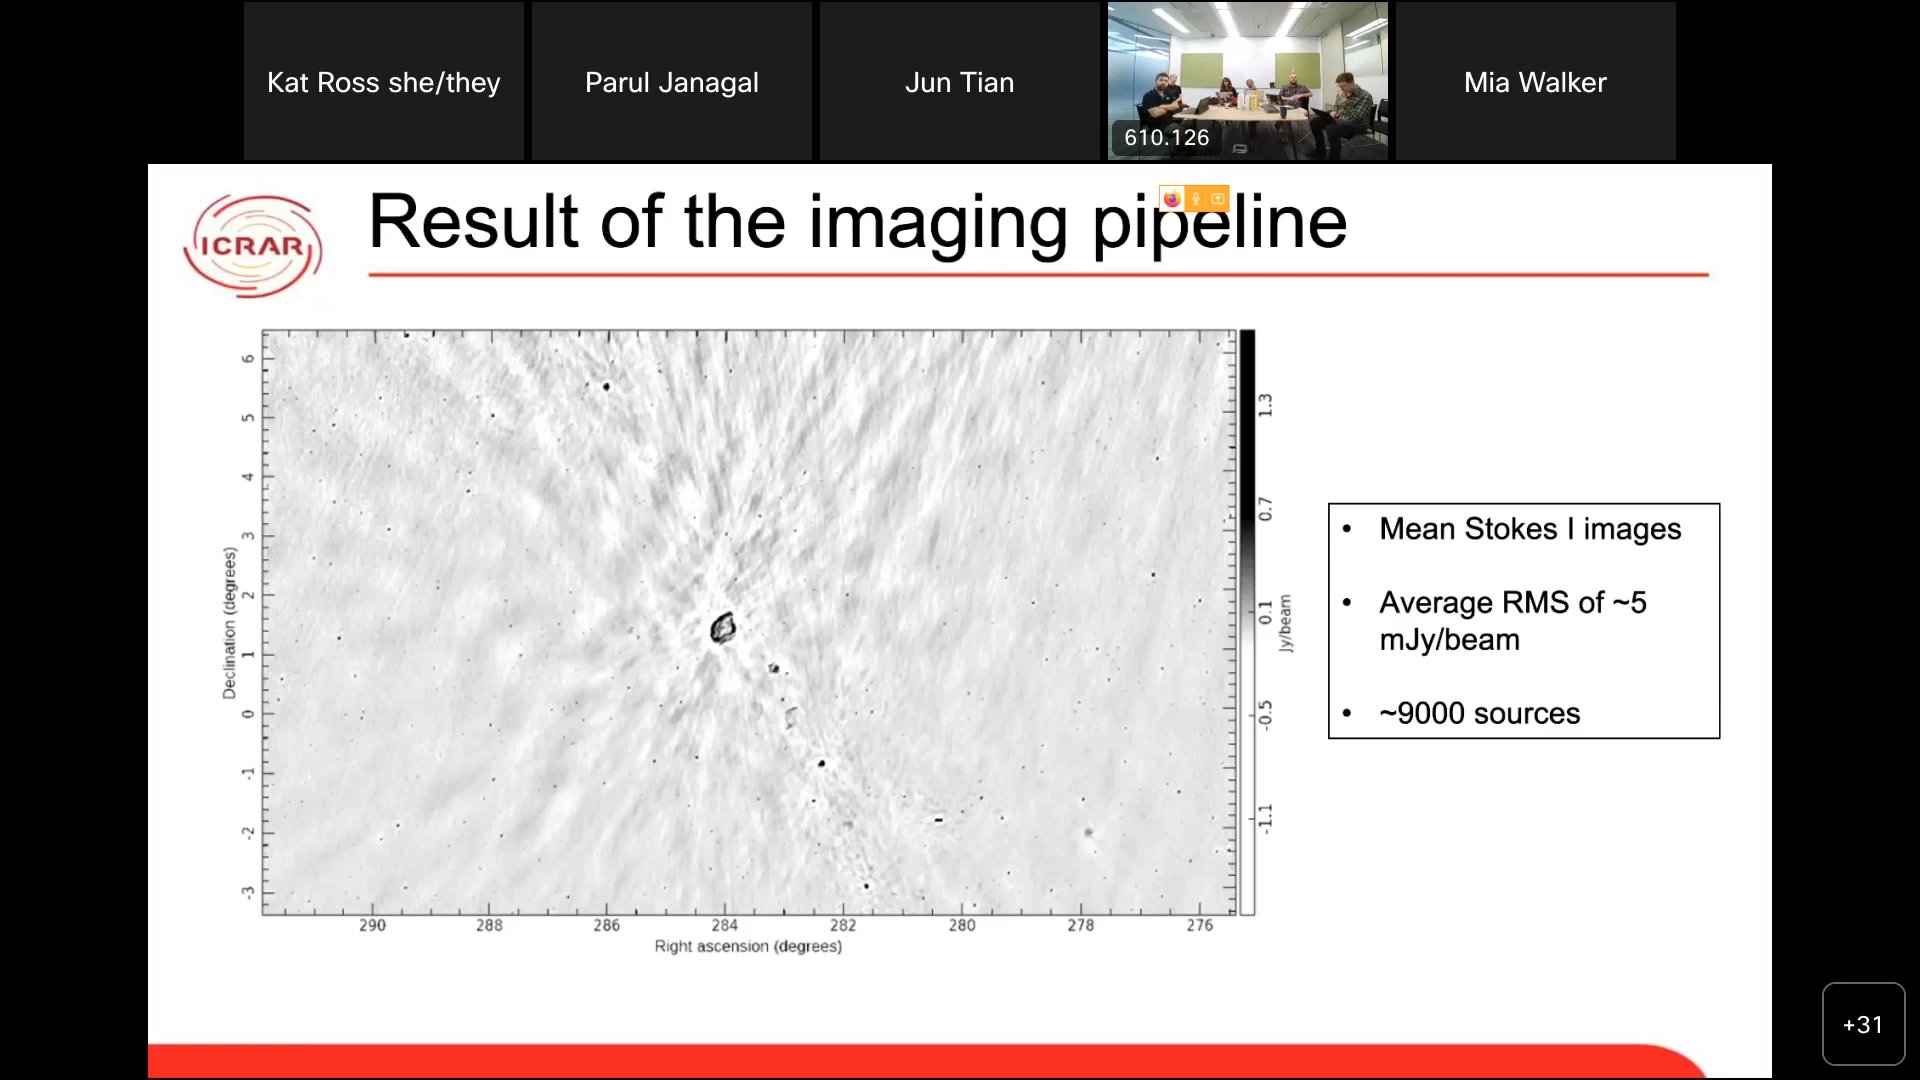 Kat Ross she/they
Parul Janagal
Jun Tian
610.126
Mia Walker
ICRAR
Result of the imaging pipeline
6
5
4
3
2
1
0
-1
-2
-3
Declination (degrees)
290 288 286 284 282 280 278 276
Right ascension (degrees)
1.3
0.7
0.1
-0.5
-1.1
Jy/beam
• Mean Stokes I images
• Average RMS of ~5
mJy/beam
• ~9000 sources
+31